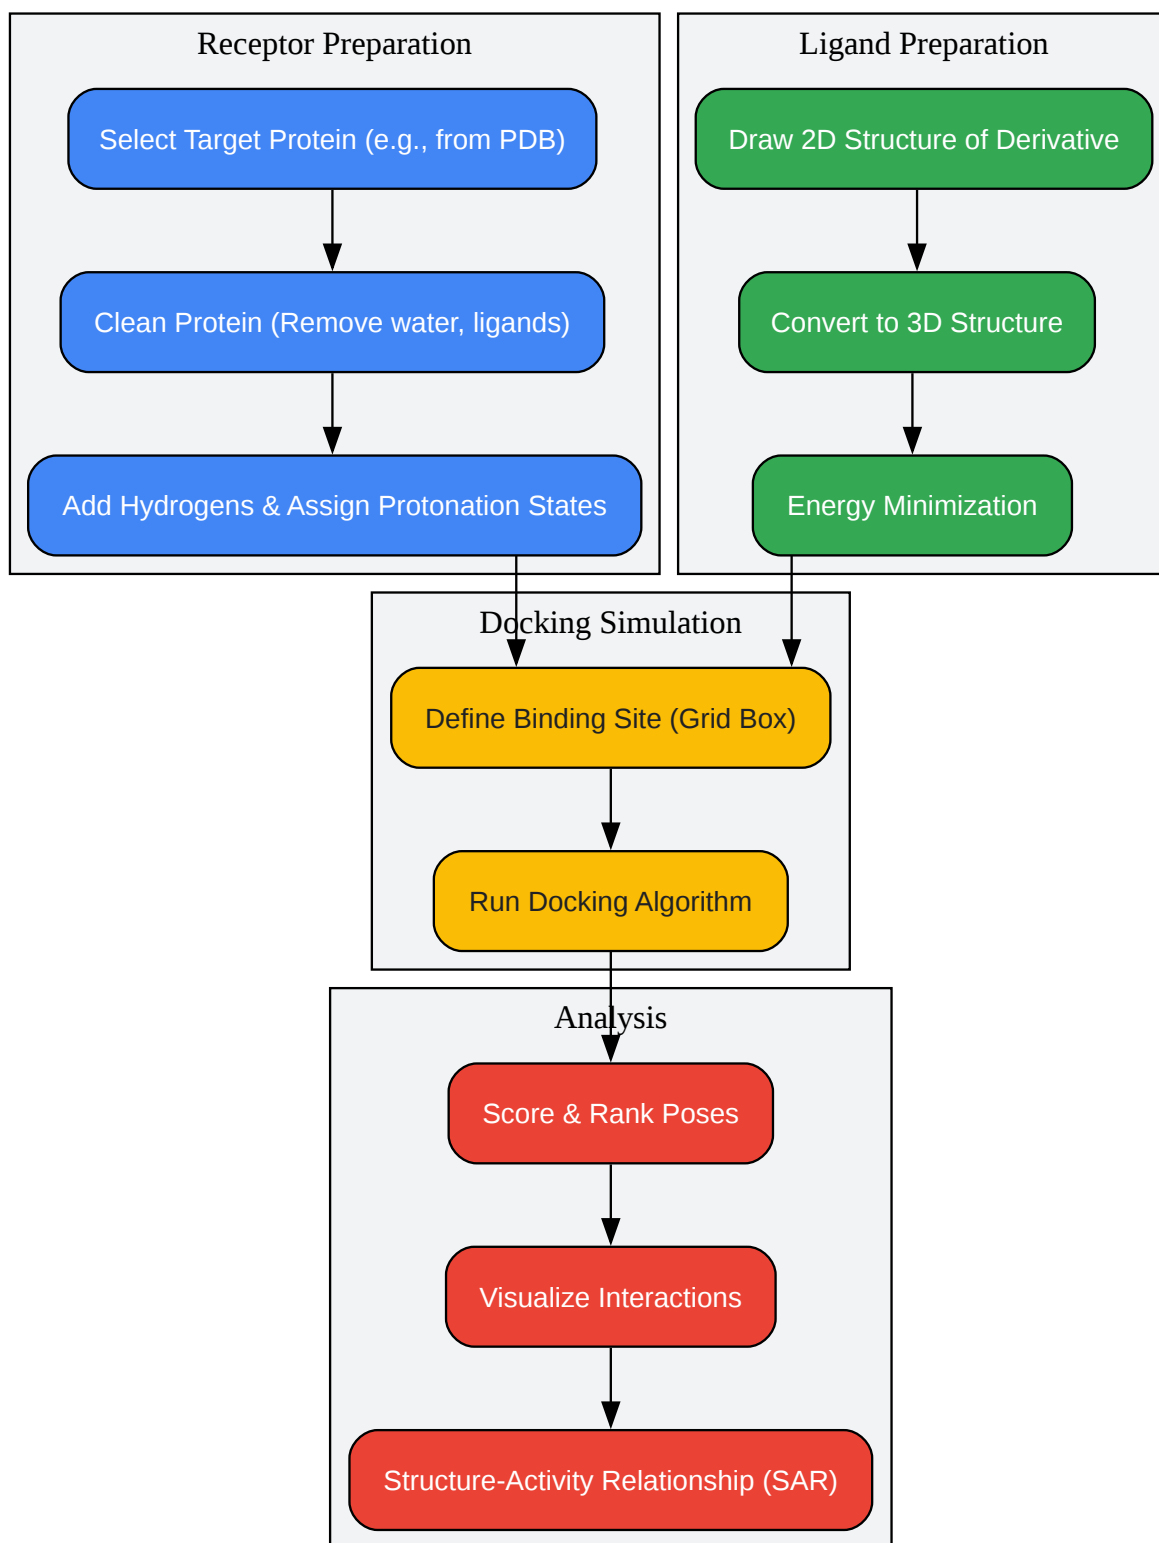 Receptor Preparation
Select Target Protein (e.g., from PDB)
Clean Protein (Remove water, ligands)
Add Hydrogens & Assign Protonation States
Ligand Preparation
Draw 2D Structure of Derivative
Convert to 3D Structure
Energy Minimization
Docking Simulation
Define Binding Site (Grid Box)
Run Docking Algorithm
Analysis
Score & Rank Poses
Visualize Interactions
Structure-Activity Relationship (SAR)